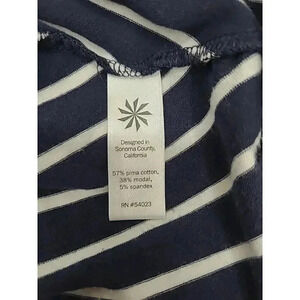 Designed in
Sonoma County,
California
57% pima cotton,
38% modal,
5% spandex
RN #54023